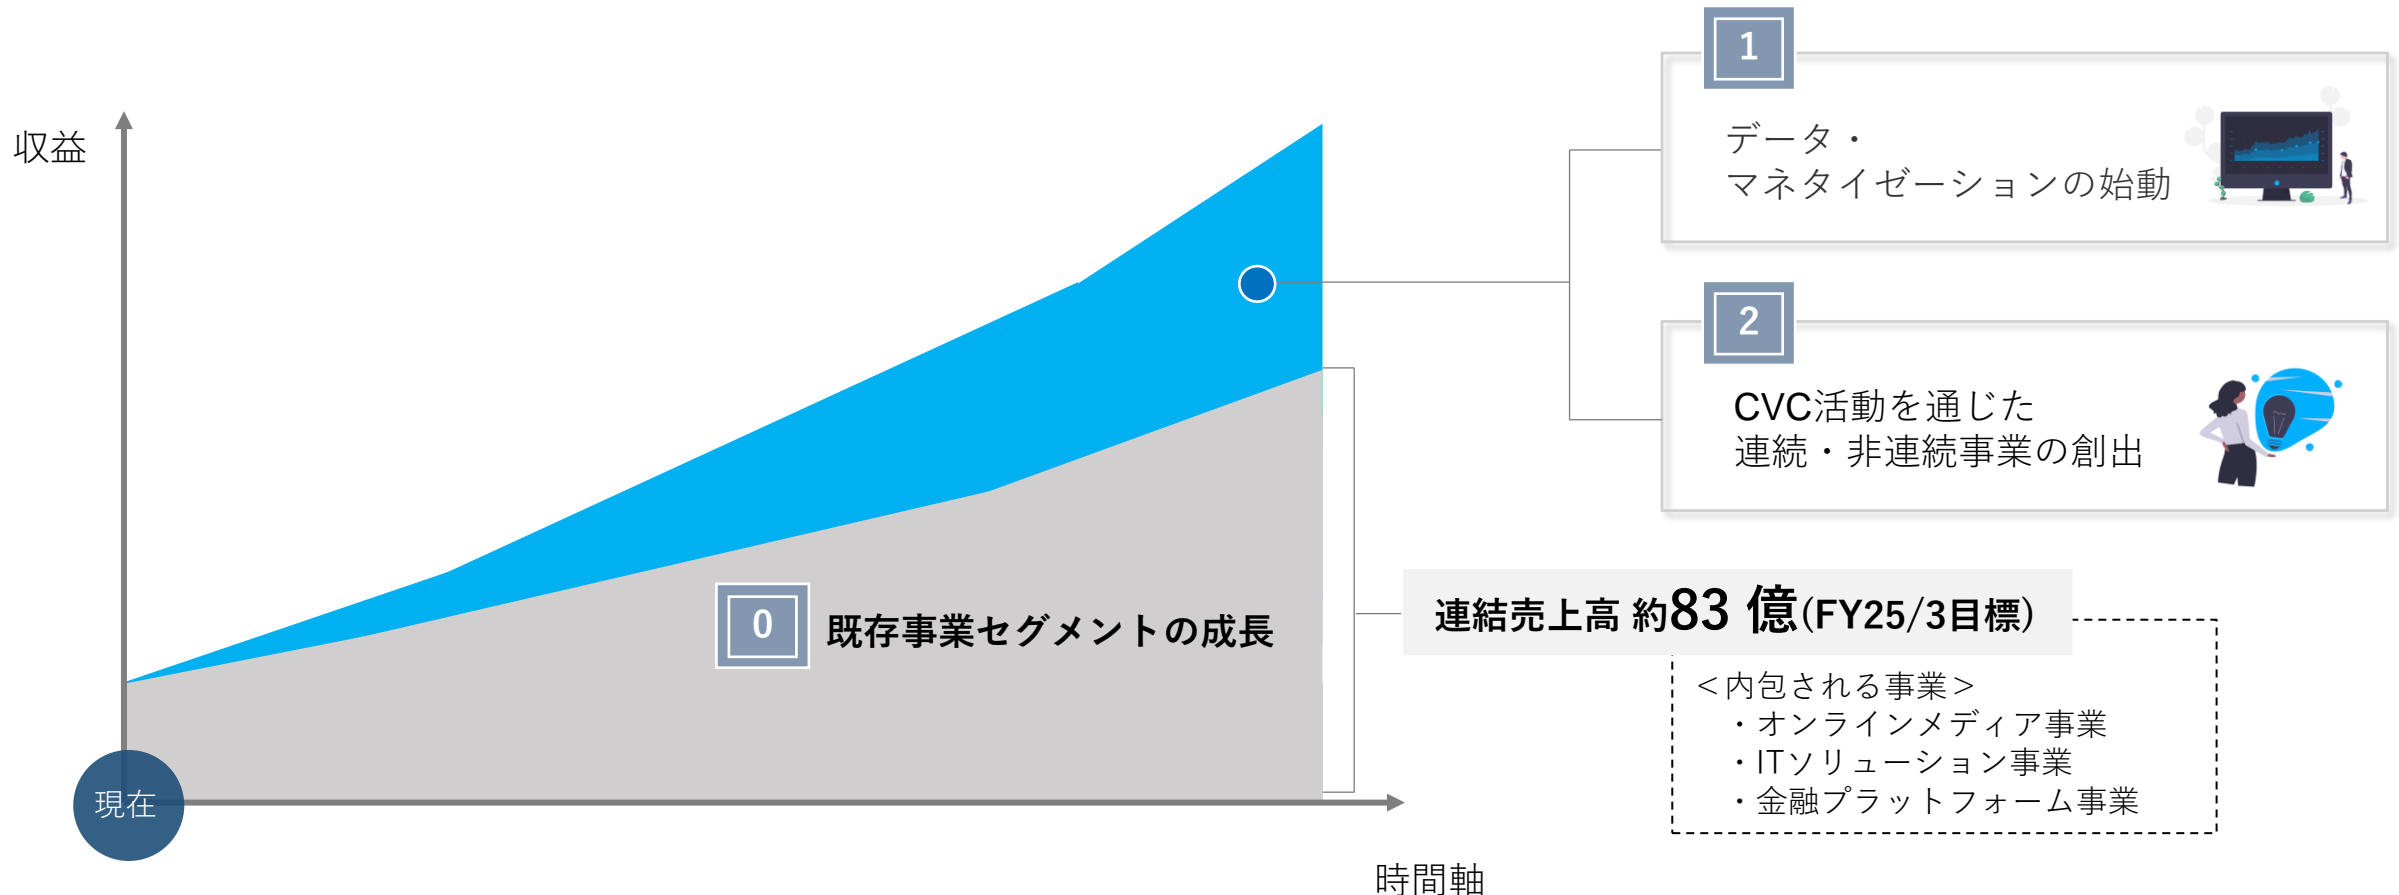 収益
1
データ・
マネタイゼーションの始動
2
CVC活動を通じた
連続・非連続事業の創出
0
既存事業セグメントの成長
連結売上高 約83 億(FY25/3目標)
＜内包される事業＞
・オンラインメディア事業
・ITソリューション事業
・金融プラットフォーム事業
現在
時間軸